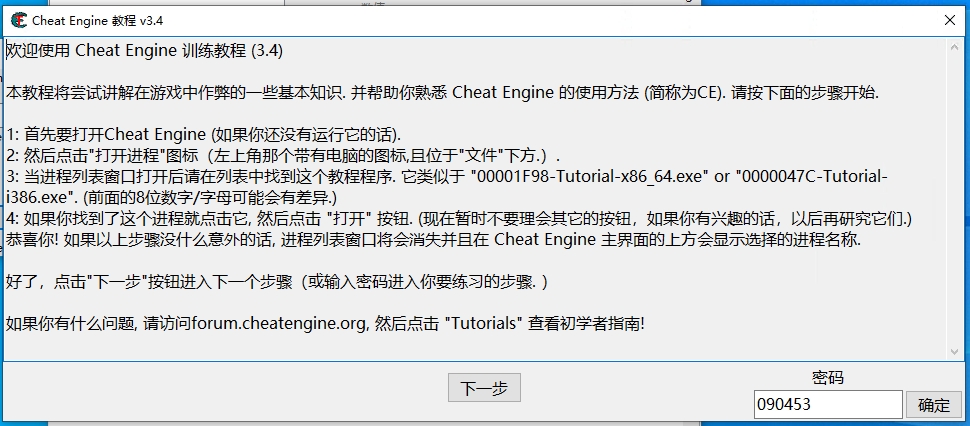 Cheat Engine 教程 v3.4
欢迎使用 Cheat Engine 训练教程 (3.4)
本教程将尝试讲解在游戏中作弊的一些基本知识. 并帮助你熟悉 Cheat Engine 的使用方法 (简称为CE). 请按下面的步骤开始.
1: 首先要打开Cheat Engine (如果你还没有运行它的话).
2: 然后点击"打开进程"图标（左上角那个带有电脑的图标,且位于"文件"下方.）.
3: 当进程列表窗口打开后请在列表中找到这个教程程序. 它类似于 "00001F98-Tutorial-x86_64.exe" or "0000047C-Tutorial-
i386.exe". (前面的8位数字/字母可能会有差异.)
4: 如果你找到了这个进程就点击它, 然后点击 "打开" 按钮. (现在暂时不要理会其它的按钮，如果你有兴趣的话，以后再研究它们.)
恭喜你! 如果以上步骤没什么意外的话, 进程列表窗口将会消失并且在 Cheat Engine 主界面的上方会显示选择的进程名称.
好了，点击"下一步"按钮进入下一个步骤（或输入密码进入你要练习的步骤. ）
如果你有什么问题, 请访问forum.cheatengine.org, 然后点击 "Tutorials" 查看初学者指南!
下一步
密码
090453
确定